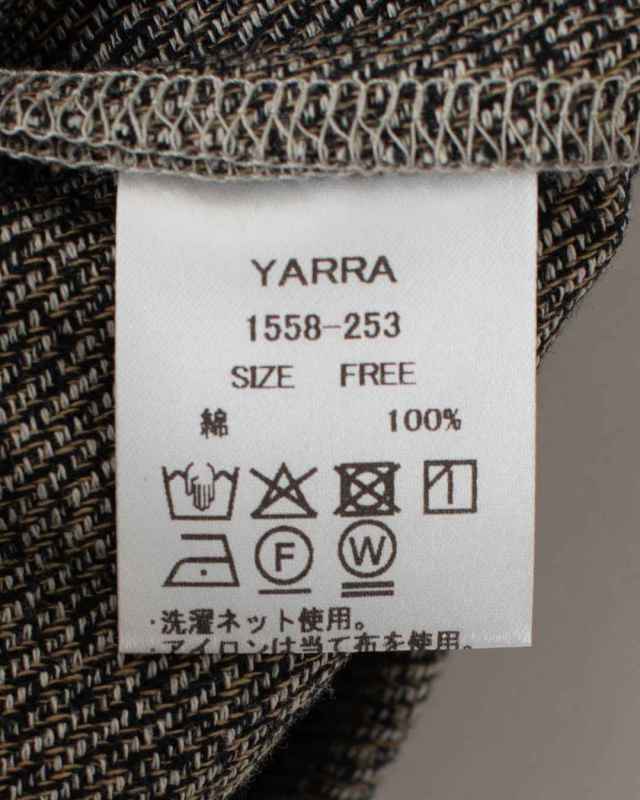 YARRA
1558-253
SIZE FREE
綿 100%
F W
·洗濯ネット使用。
·アイロンは当て布を使用。